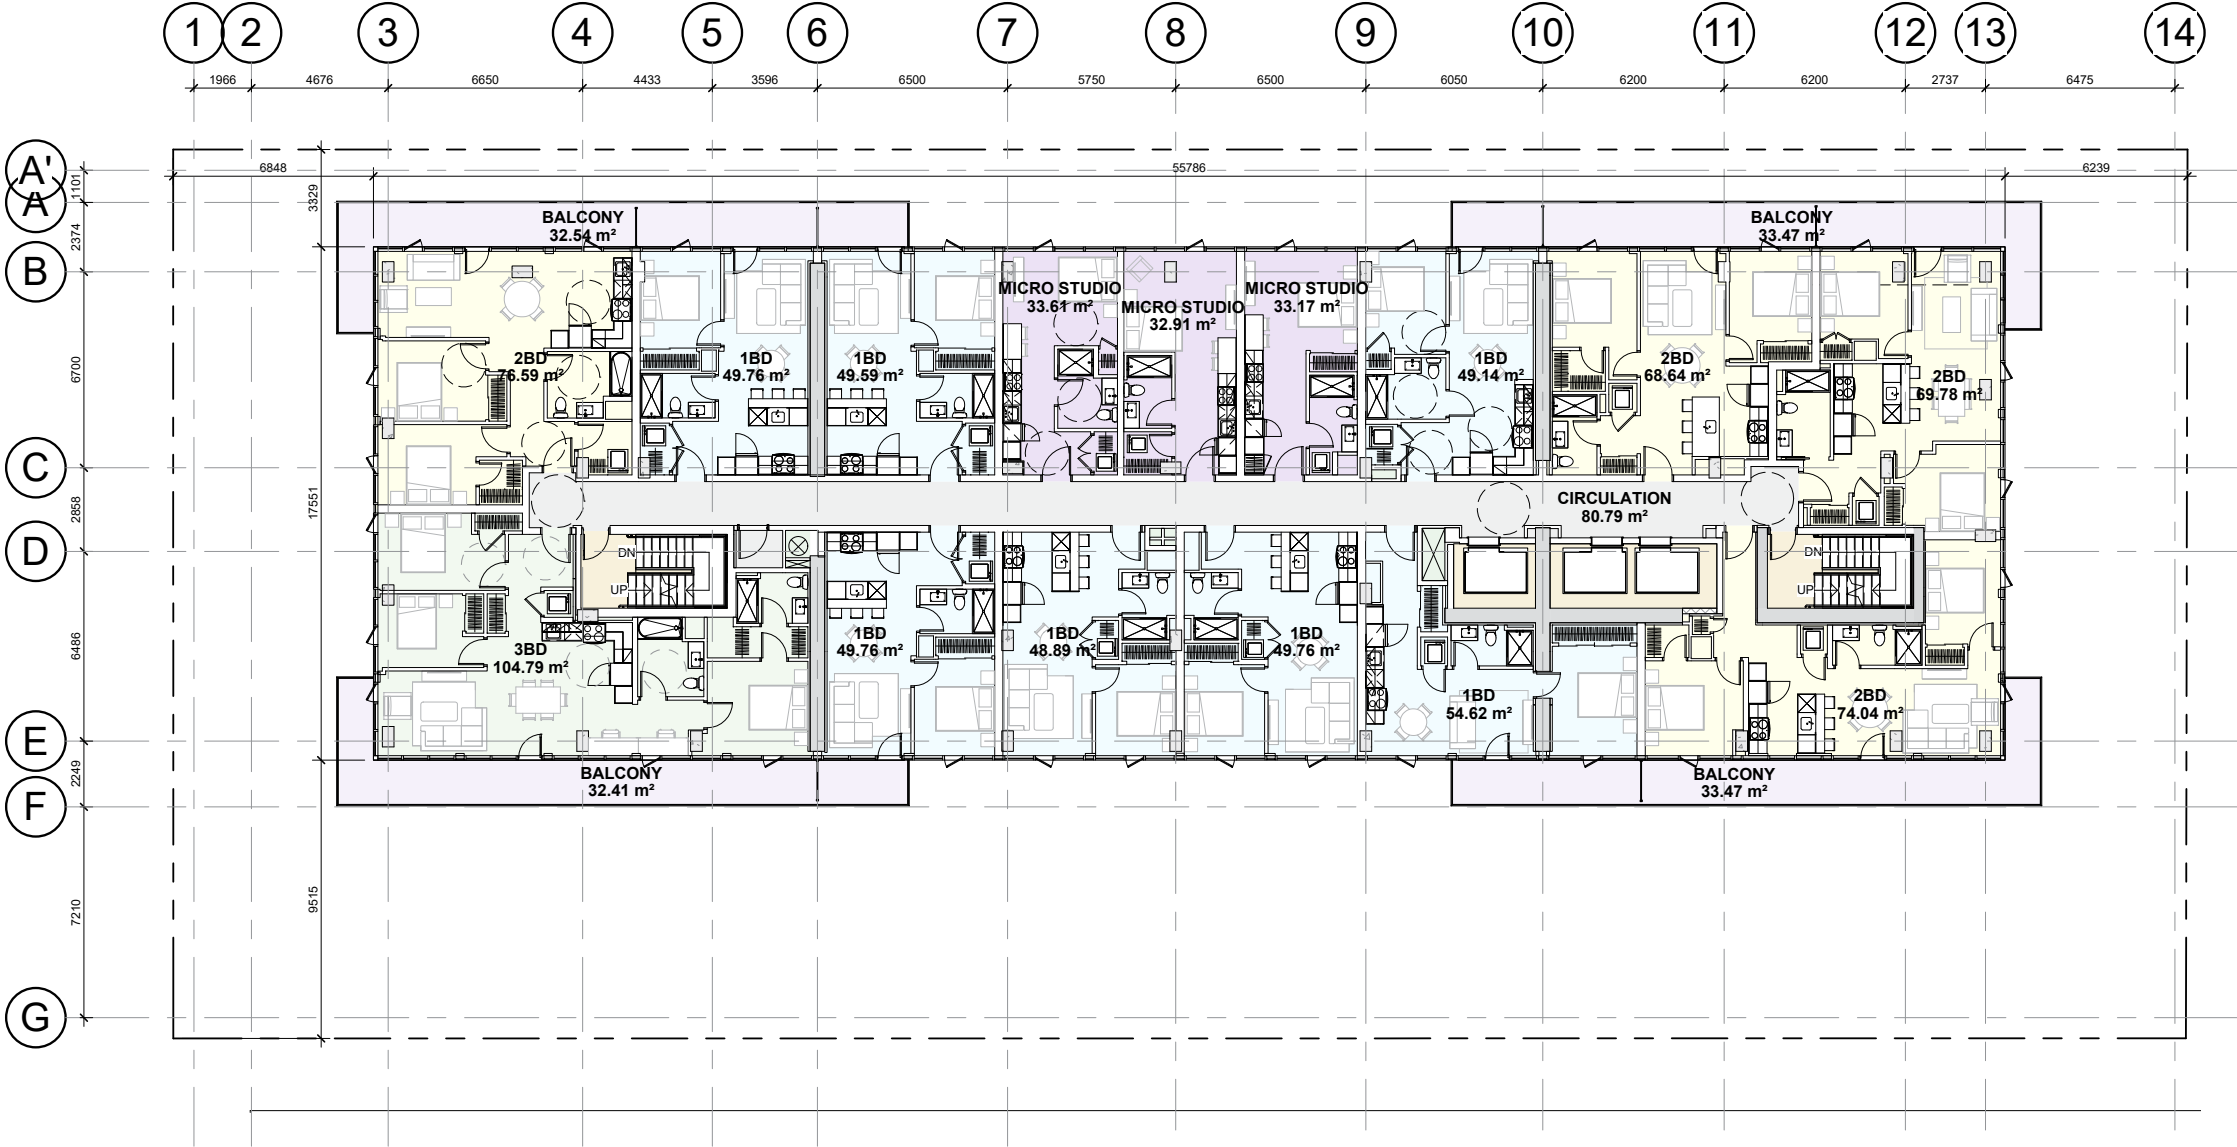 1 2 3 4 5 6 7 8 9 10 11 12 13 14
1966 4676 6650 4433 3596 6500 5750 6500 6050 6200 6200 2737 6475
A'
A
B
C
D
E
F
G
1101
2374
6700
2858
6486
2249
7210
6848 55786 6239
3329
17551
9515
BALCONY
32.54 m²
BALCONY
33.47 m²
2BD
76.59 m²
1BD
49.76 m²
1BD
49.59 m²
MICRO STUDIO
33.61 m²
MICRO STUDIO
32.91 m²
MICRO STUDIO
33.17 m²
1BD
49.14 m²
2BD
68.64 m²
2BD
69.78 m²
CIRCULATION
80.79 m²
DN
UP
DN
UP
3BD
104.79 m²
1BD
49.76 m²
1BD
48.89 m²
1BD
49.76 m²
1BD
54.62 m²
2BD
74.04 m²
BALCONY
32.41 m²
BALCONY
33.47 m²